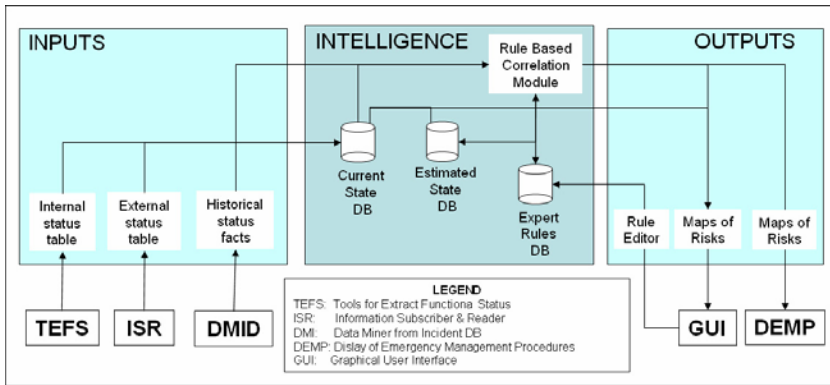 INPUTS
INTELLIGENCE
OUTPUTS
Rule Based
Correlation
Module
Current
State
DB
Estimated
State
DB
Expert
Rules
DB
Internal
status
table
External
status
table
Historical
status
facts
Rule
Editor
Maps of
Risks
Maps of
Risks
TEFS
ISR
DMID
GUI
DEMP
LEGEND
TEFS: Tools for Extract Functiona Status
ISR: Information Subscriber & Reader
DMI: Data Miner from Incident DB
DEMP: Dislay of Emergency Management Procedures
GUI: Graphical User Interface